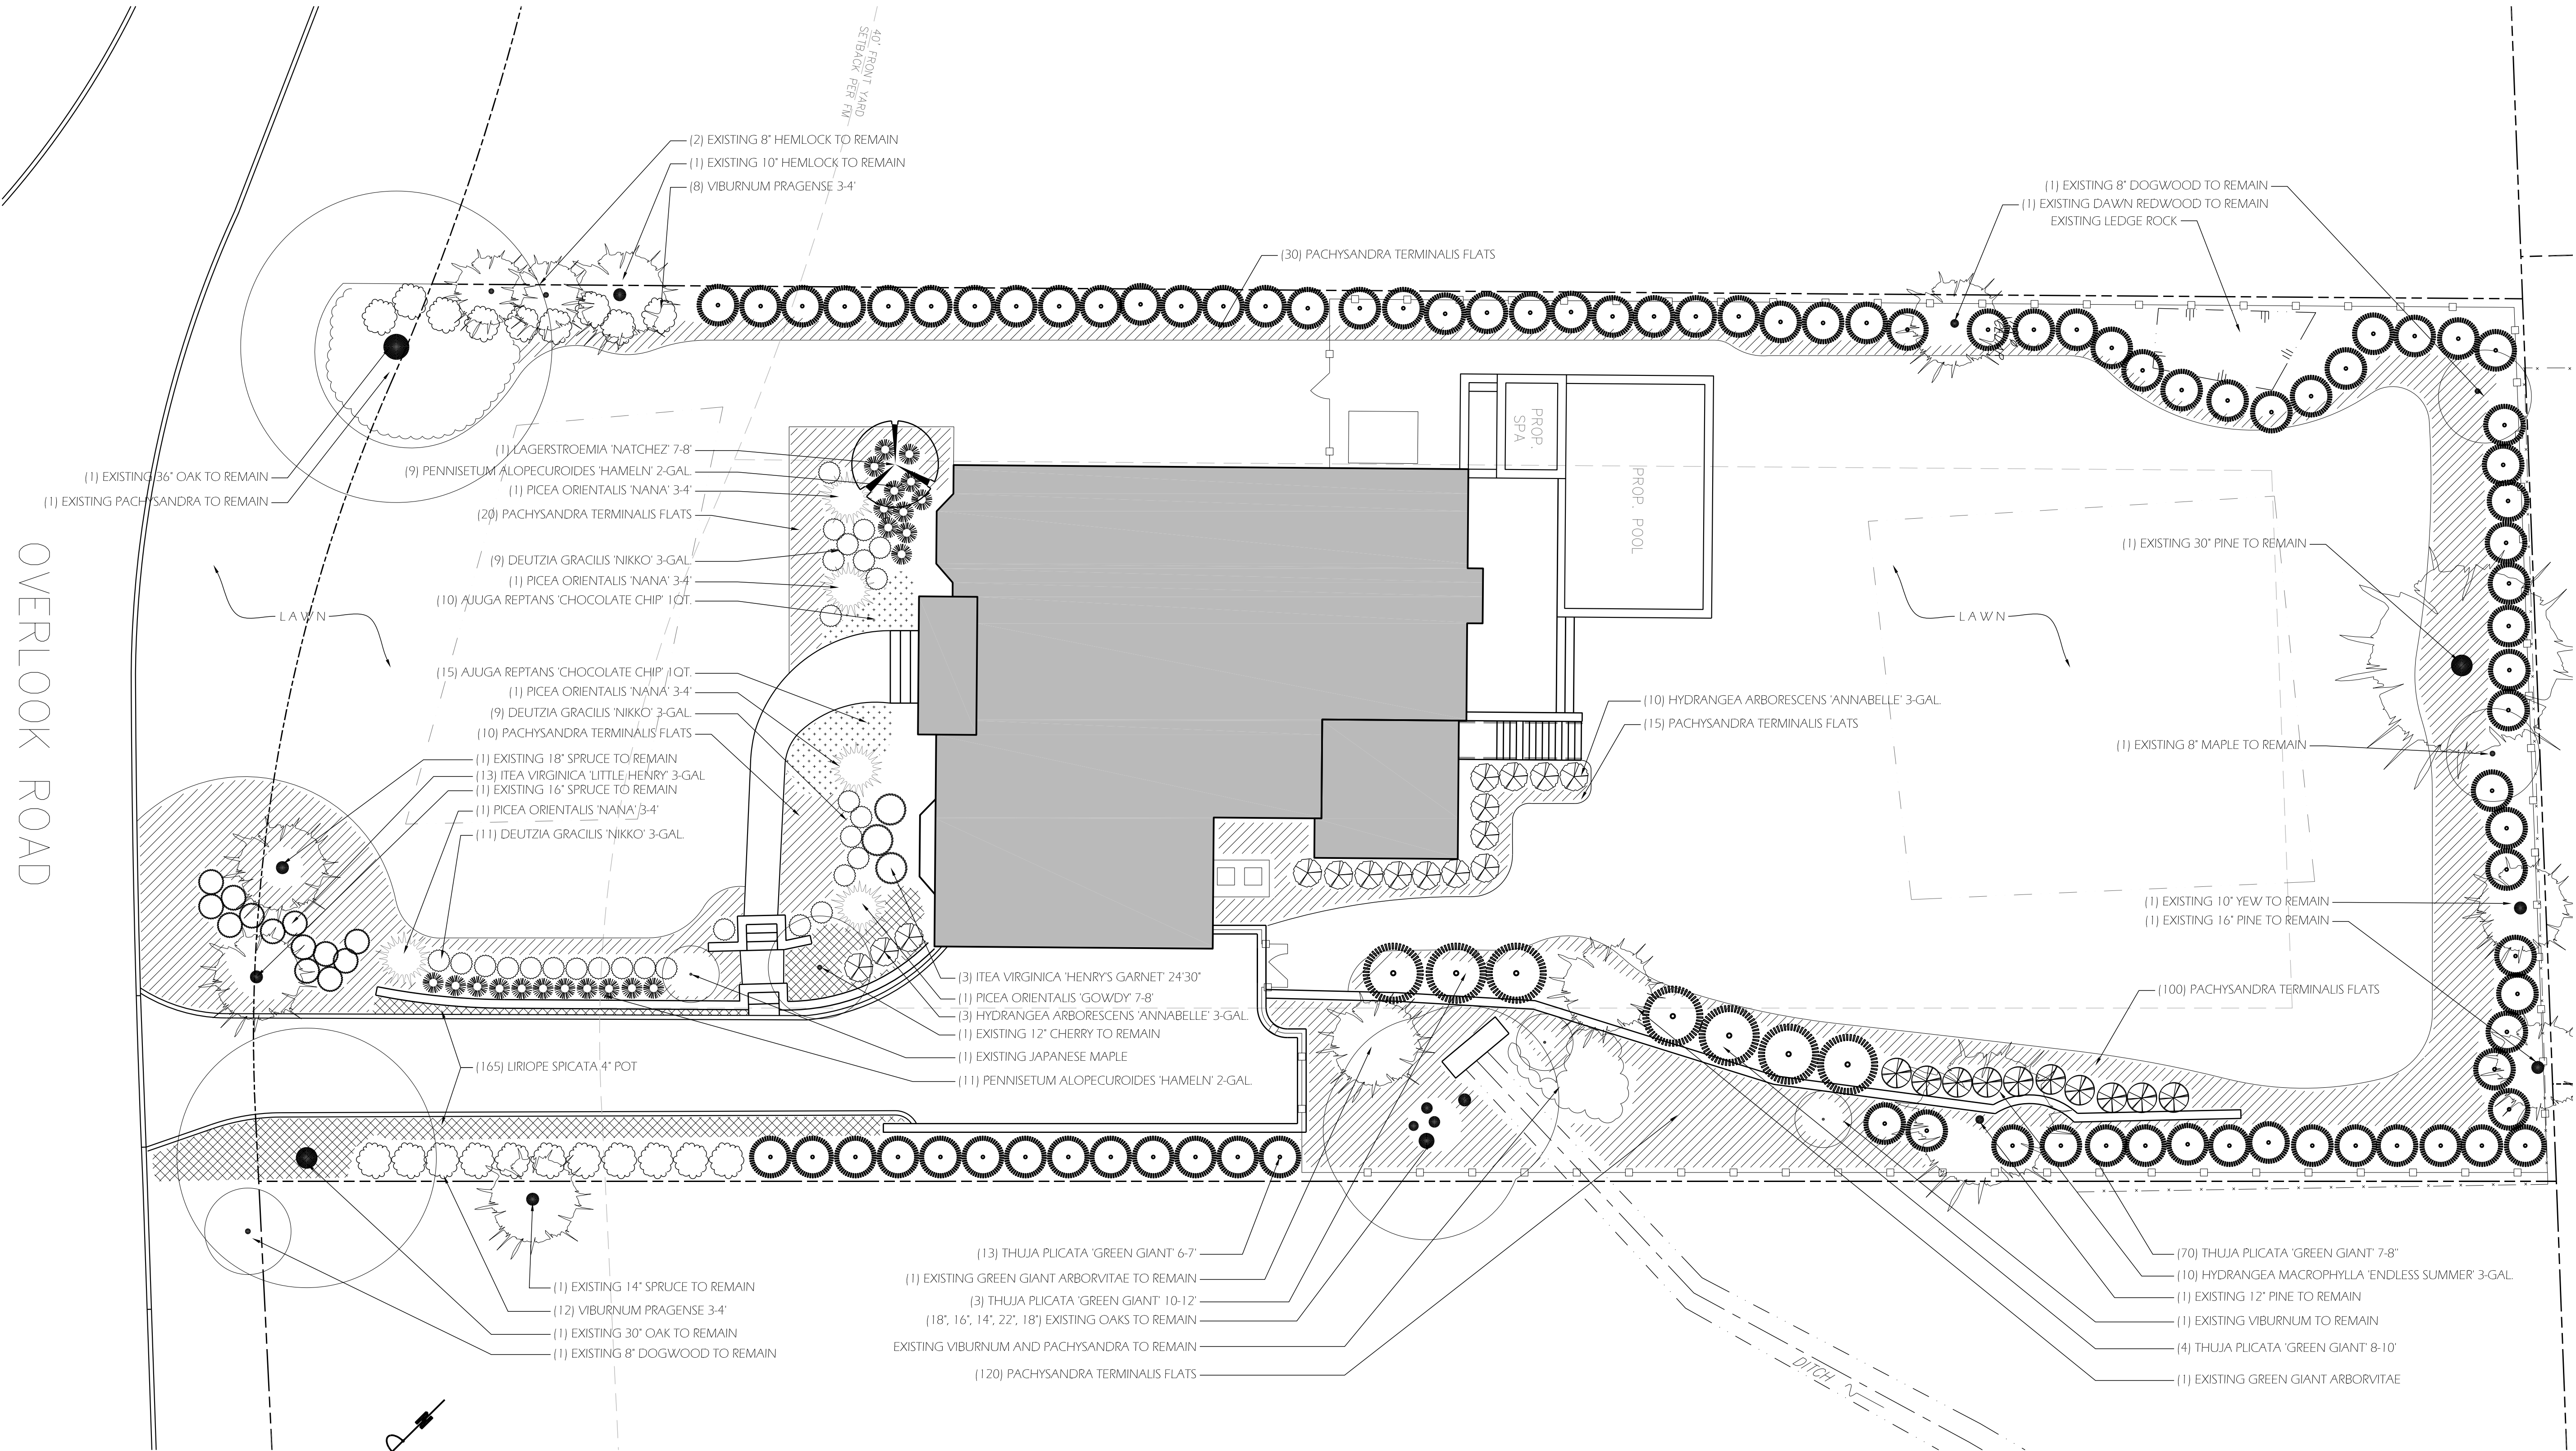 40' FRONT YARD
SETBACK PER FM
(2) EXISTING 8" HEMLOCK TO REMAIN
(1) EXISTING 10" HEMLOCK TO REMAIN
(8) VIBURNUM PRAGENSE 3-4'
(1) EXISTING 8" DOGWOOD TO REMAIN
(1) EXISTING DAWN REDWOOD TO REMAIN
EXISTING LEDGE ROCK
(30) PACHYSANDRA TERMINALIS FLATS
(1) EXISTING 36" OAK TO REMAIN
(1) EXISTING PACHYSANDRA TO REMAIN
OVERLOOK ROAD
LAWN
(1) LAGERSTROEMIA 'NATCHEZ' 7-8'
(9) PENNISETUM ALOPECUROIDES 'HAMELN' 2-GAL.
(1) PICEA ORIENTALIS 'NANA' 3-4'
(20) PACHYSANDRA TERMINALIS FLATS
(9) DEUTZIA GRACILIS 'NIKKO' 3-GAL.
(1) PICEA ORIENTALIS 'NANA' 3-4'
(10) AJUGA REPTANS 'CHOCOLATE CHIP' 1QT.
(15) AJUGA REPTANS 'CHOCOLATE CHIP' 1QT.
(1) PICEA ORIENTALIS 'NANA' 3-4'
(9) DEUTZIA GRACILIS 'NIKKO' 3-GAL.
(10) PACHYSANDRA TERMINALIS FLATS
(1) EXISTING 18" SPRUCE TO REMAIN
(13) ITEA VIRGINICA 'LITTLE HENRY' 3-GAL
(1) EXISTING 16" SPRUCE TO REMAIN
(1) PICEA ORIENTALIS 'NANA' 3-4'
(11) DEUTZIA GRACILIS 'NIKKO' 3-GAL.
PROP.
SPA
PROP. POOL
(10) HYDRANGEA ARBORESCENS 'ANNABELLE' 3-GAL.
(15) PACHYSANDRA TERMINALIS FLATS
LAWN
(1) EXISTING 30" PINE TO REMAIN
(1) EXISTING 8" MAPLE TO REMAIN
(1) EXISTING 10" YEW TO REMAIN
(1) EXISTING 16" PINE TO REMAIN
(100) PACHYSANDRA TERMINALIS FLATS
(3) ITEA VIRGINICA 'HENRY'S GARNET' 24'30"
(1) PICEA ORIENTALIS 'GOWDY' 7-8'
(3) HYDRANGEA ARBORESCENS 'ANNABELLE' 3-GAL.
(1) EXISTING 12" CHERRY TO REMAIN
(1) EXISTING JAPANESE MAPLE
(11) PENNISETUM ALOPECUROIDES 'HAMELN' 2-GAL.
(165) LIRIOPE SPICATA 4" POT
(1) EXISTING 14" SPRUCE TO REMAIN
(12) VIBURNUM PRAGENSE 3-4'
(1) EXISTING 30" OAK TO REMAIN
(1) EXISTING 8" DOGWOOD TO REMAIN
(13) THUJA PLICATA 'GREEN GIANT' 6-7'
(1) EXISTING GREEN GIANT ARBORVITAE TO REMAIN
(3) THUJA PLICATA 'GREEN GIANT' 10-12'
(18", 16", 14", 22", 18") EXISTING OAKS TO REMAIN
EXISTING VIBURNUM AND PACHYSANDRA TO REMAIN
(120) PACHYSANDRA TERMINALIS FLATS
DITCH
(70) THUJA PLICATA 'GREEN GIANT' 7-8"
(10) HYDRANGEA MACROPHYLLA 'ENDLESS SUMMER' 3-GAL.
(1) EXISTING 12" PINE TO REMAIN
(1) EXISTING VIBURNUM TO REMAIN
(4) THUJA PLICATA 'GREEN GIANT' 8-10'
(1) EXISTING GREEN GIANT ARBORVITAE